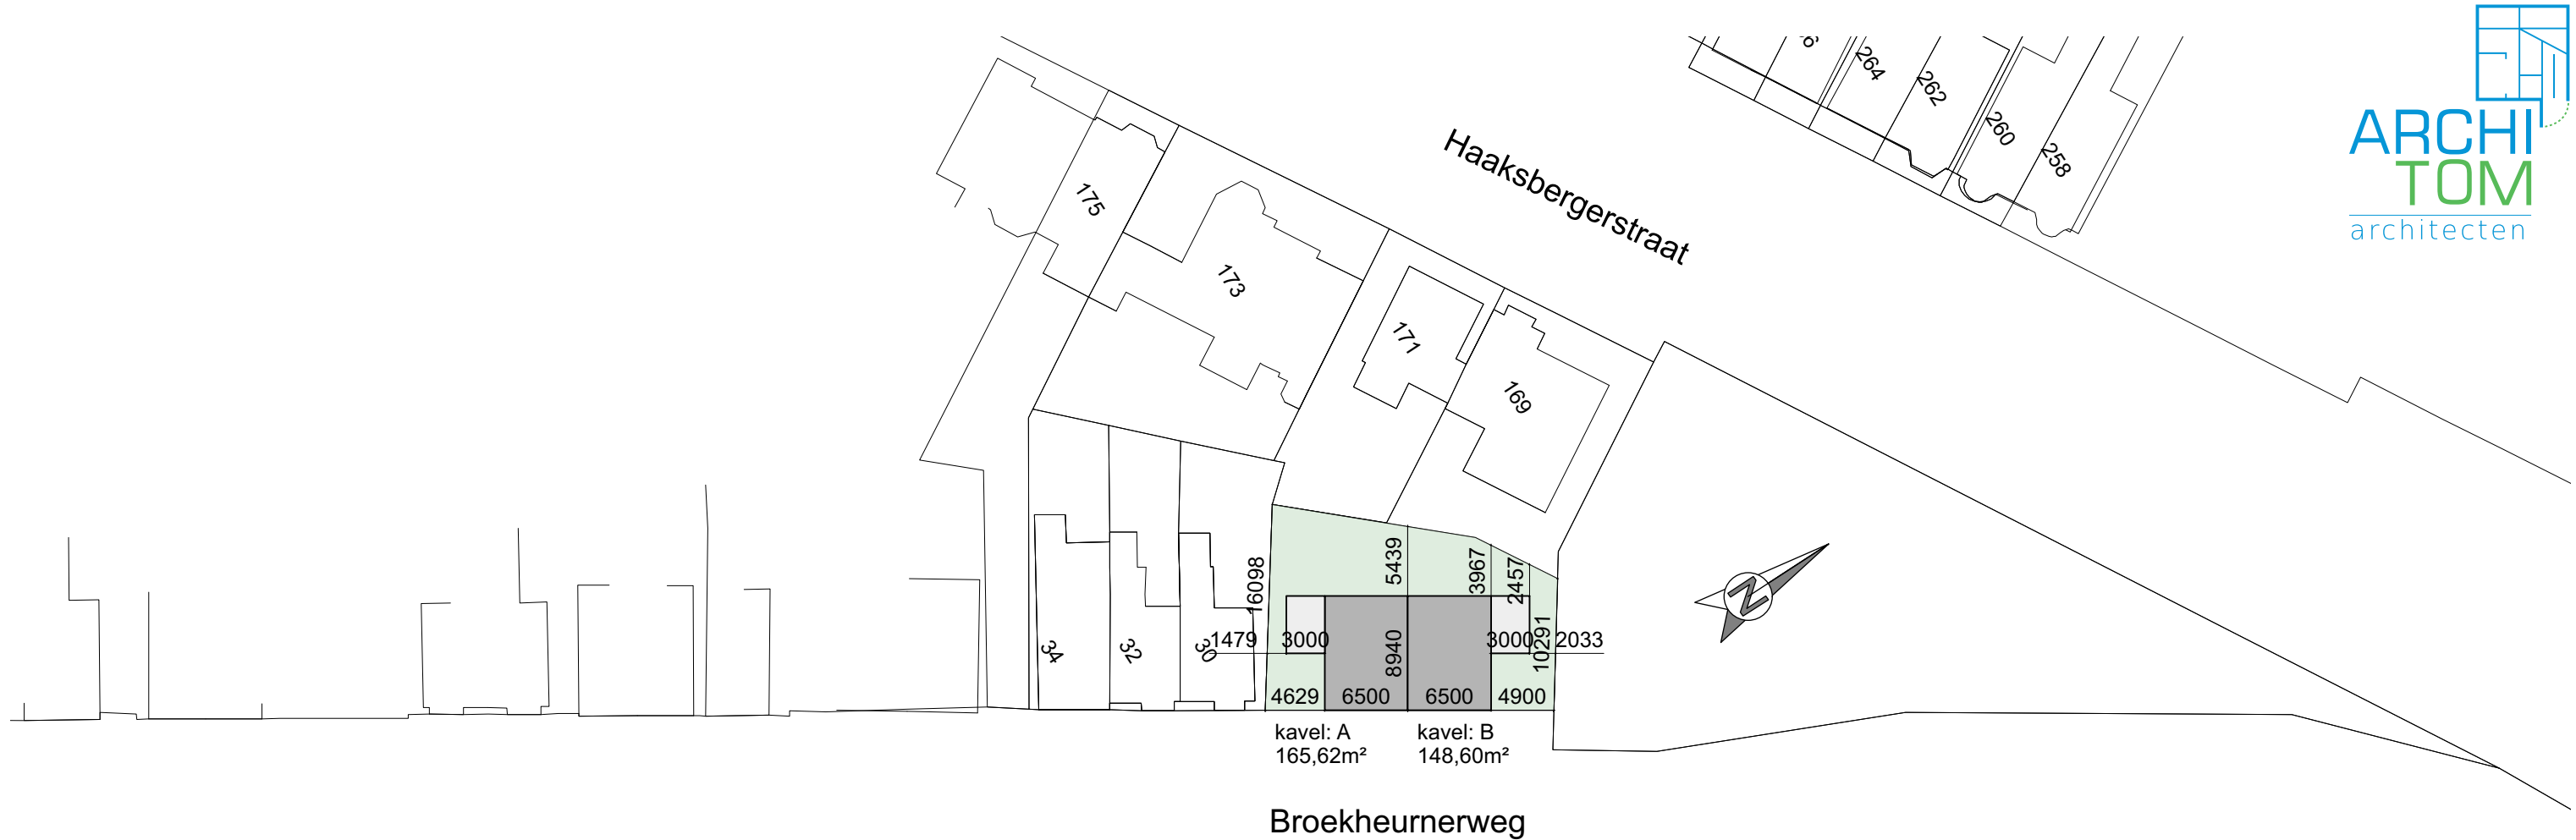 ARCHI
TOM
architecten
Haaksbergerstraat
264
262
260
258
175
173
171
169
34
32
30
16098
5439
3967
2457
1479
3000
8940
3000
10291
2033
4629
6500
6500
4900
N
kavel: A
165,62m²
kavel: B
148,60m²
Broekheurnerweg